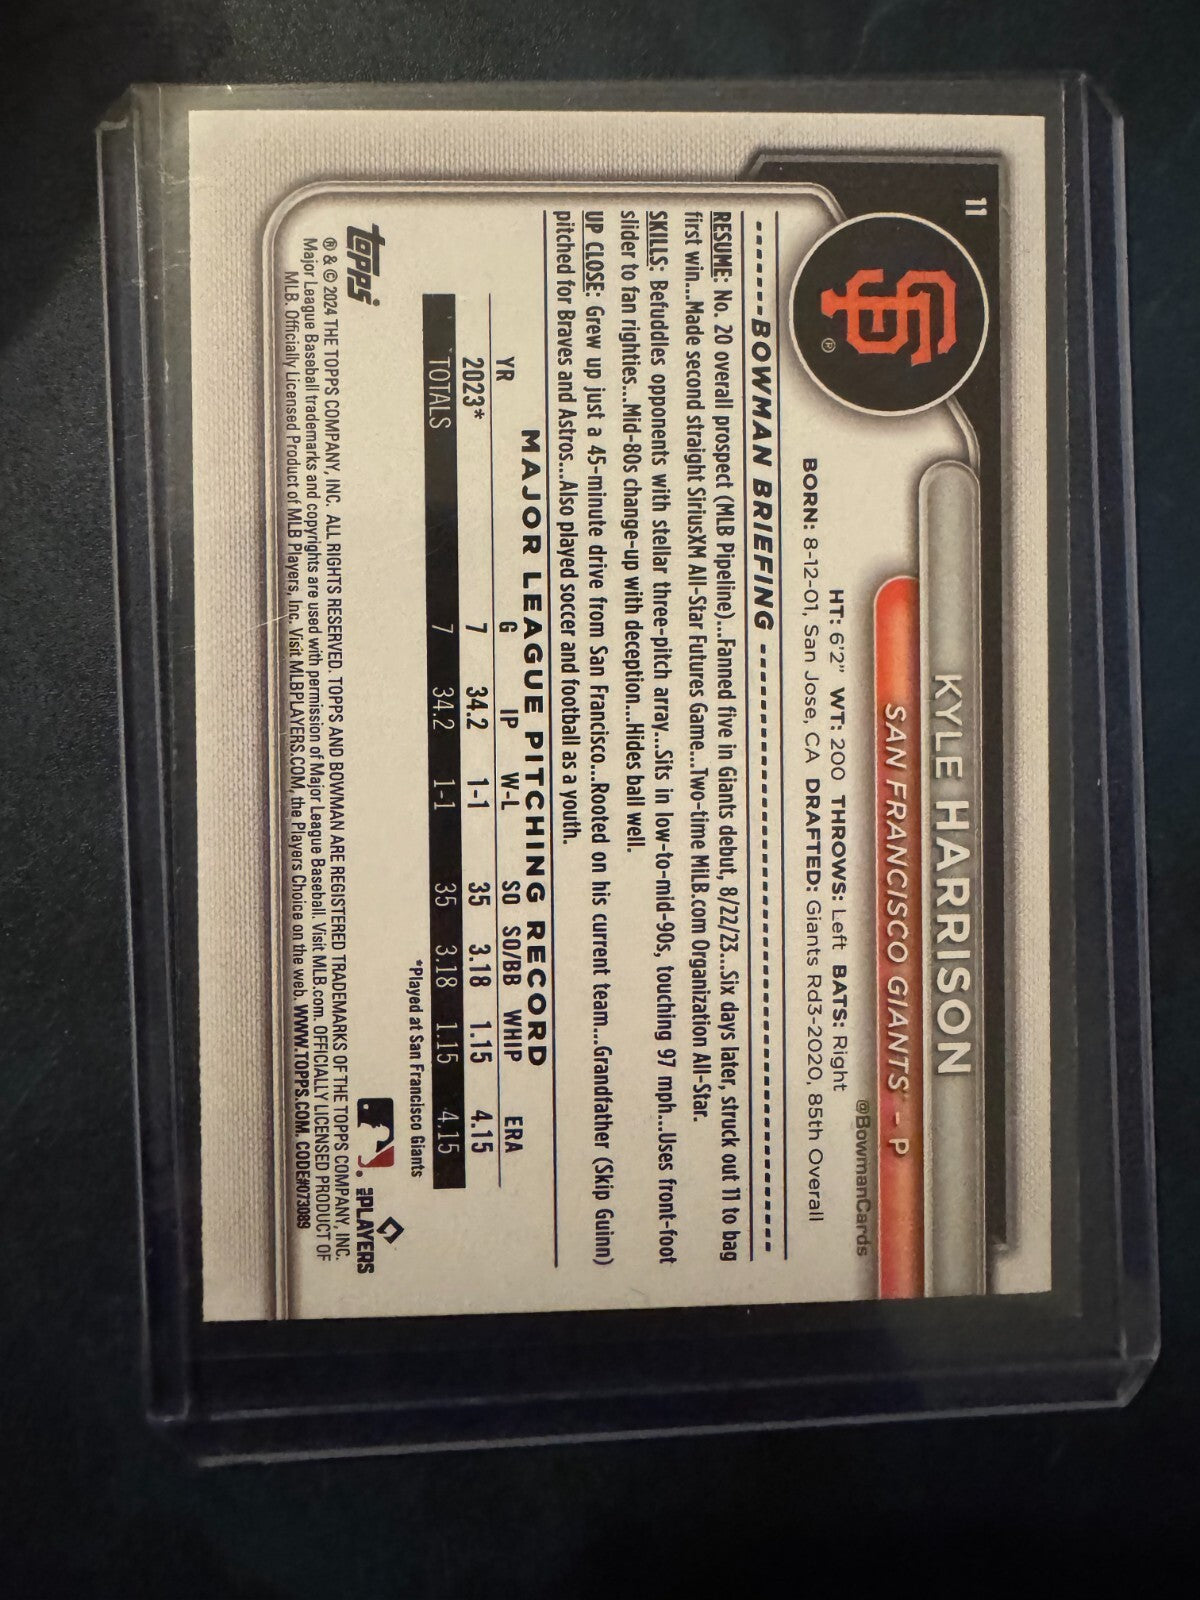 11
SF
®
KYLE HARRISON
SAN FRANCISCO GIANTS® - P
@BowmanCards
HT: 6'2" WT: 200 THROWS: Left BATS: Right
BORN: 8-12-01, San Jose, CA DRAFTED: Giants Rd3-2020, 85th Overall
BOWMAN BRIEFING
RESUME: No. 20 overall prospect (MLB Pipeline)...Fanned five in Giants debut, 8/22/23...Six days later, struck out 11 to bag
first win...Made second straight SiriusXM All-Star Futures Game...Two-time MiLB.com Organization All-Star.
SKILLS: Befuddles opponents with stellar three-pitch array...Sits in low-to-mid-90s, touching 97 mph...Uses front-foot
slider to fan righties...Mid-80s change-up with deception...Hides ball well.
UP CLOSE: Grew up just a 45-minute drive from San Francisco...Rooted on his current team...Grandfather (Skip Guinn)
pitched for Braves and Astros...Also played soccer and football as a youth.
MAJOR LEAGUE PITCHING RECORD
YR G IP W-L SO SO/BB WHIP ERA
2023* 7 34.2 1-1 35 3.18 1.15 4.15
TOTALS 7 34.2 1-1 35 3.18 1.15 4.15
*Played at San Francisco Giants
topps
MLB PLAYERS
® & © 2024 THE TOPPS COMPANY, INC. ALL RIGHTS RESERVED. TOPPS AND BOWMAN ARE REGISTERED TRADEMARKS OF THE TOPPS COMPANY, INC.
Major League Baseball trademarks and copyrights are used with permission of Major League Baseball. Visit MLB.com. OFFICIALLY LICENSED PRODUCT OF
MLB. Officially Licensed Product of MLB Players, Inc. Visit MLBPLAYERS.COM, the Players Choice on the web. WWW.TOPPS.COM. CODE#073089